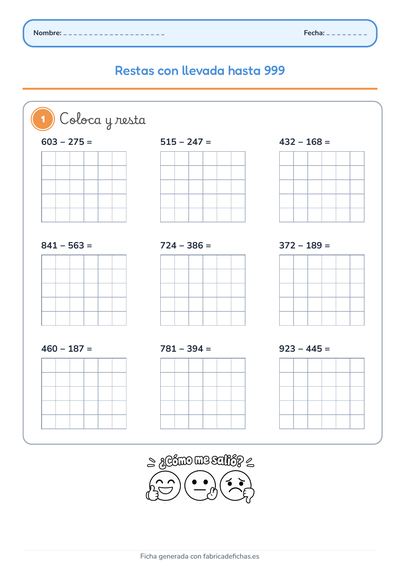 Nombre: Fecha:
Restas con llevada hasta 999
1 Coloca y resta
603 – 275 = 515 – 247 = 432 – 168 =
841 – 563 = 724 – 386 = 372 – 189 =
460 – 187 = 781 – 394 = 923 – 445 =
¿Cómo me salió?
Ficha generada con fabricadefichas.es